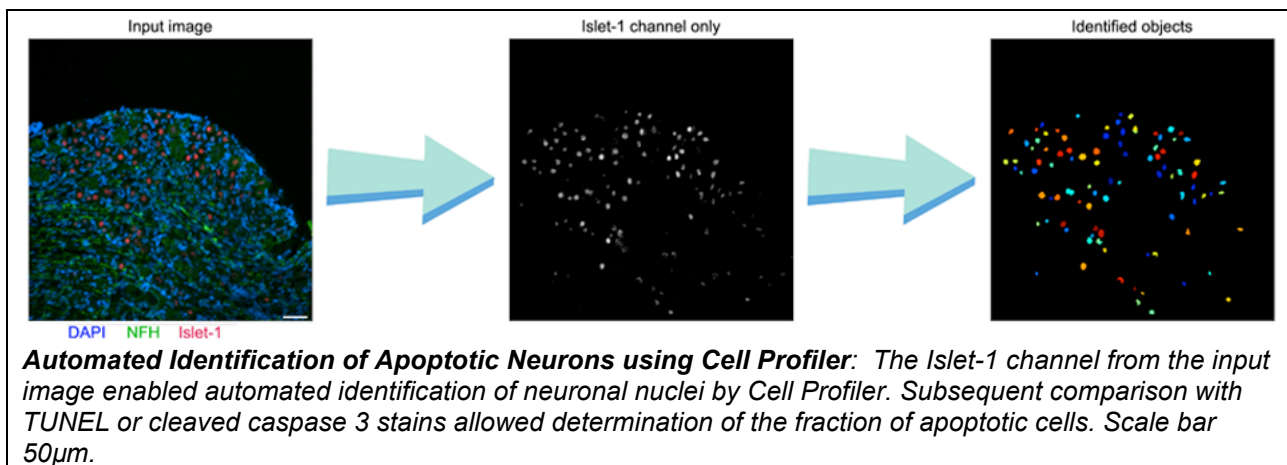 Input image
Islet-1 channel only
Identified objects
DAPI NFH Islet-1
Automated Identification of Apoptotic Neurons using Cell Profiler: The Islet-1 channel from the input
image enabled automated identification of neuronal nuclei by Cell Profiler. Subsequent comparison with
TUNEL or cleaved caspase 3 stains allowed determination of the fraction of apoptotic cells. Scale bar
50µm.